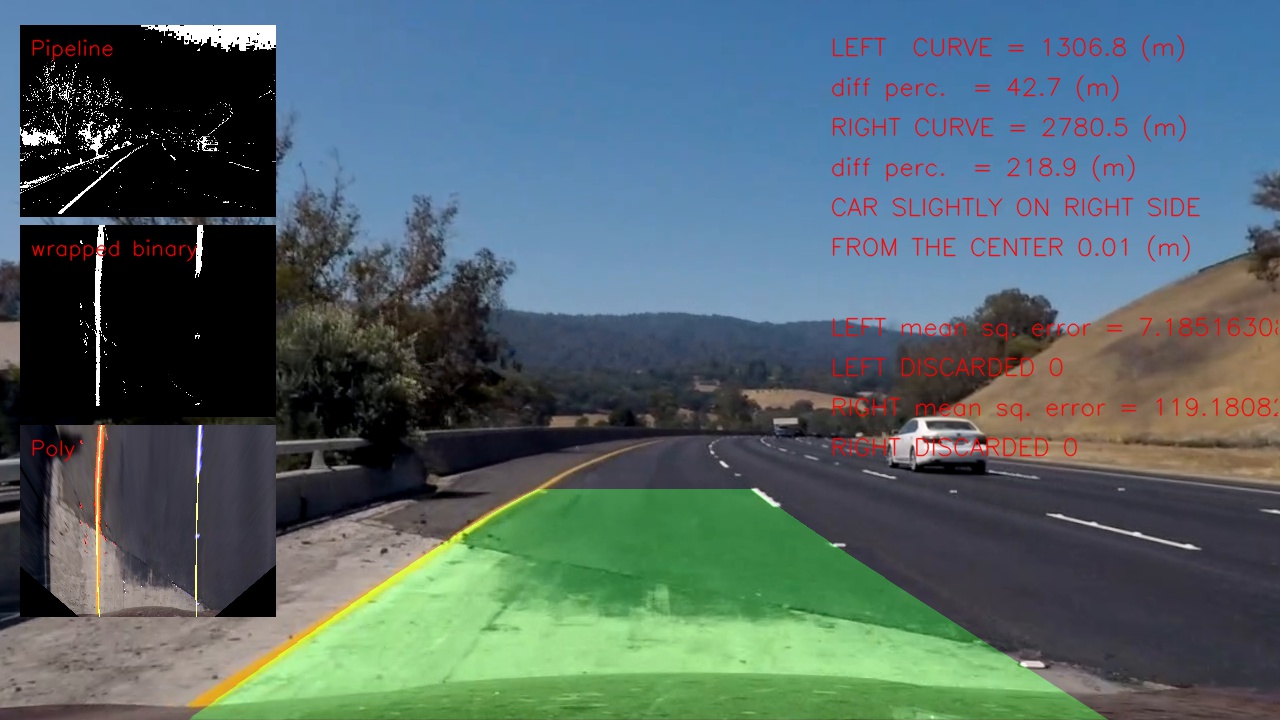 Pipeline
wrapped binary
Poly
LEFT CURVE = 1306.8 (m)
diff perc. = 42.7 (m)
RIGHT CURVE = 2780.5 (m)
diff perc. = 218.9 (m)
CAR SLIGHTLY ON RIGHT SIDE
FROM THE CENTER 0.01 (m)
LEFT mean sq. error = 7.1851630
LEFT DISCARDED 0
RIGHT mean sq. error = 119.1808
RIGHT DISCARDED 0